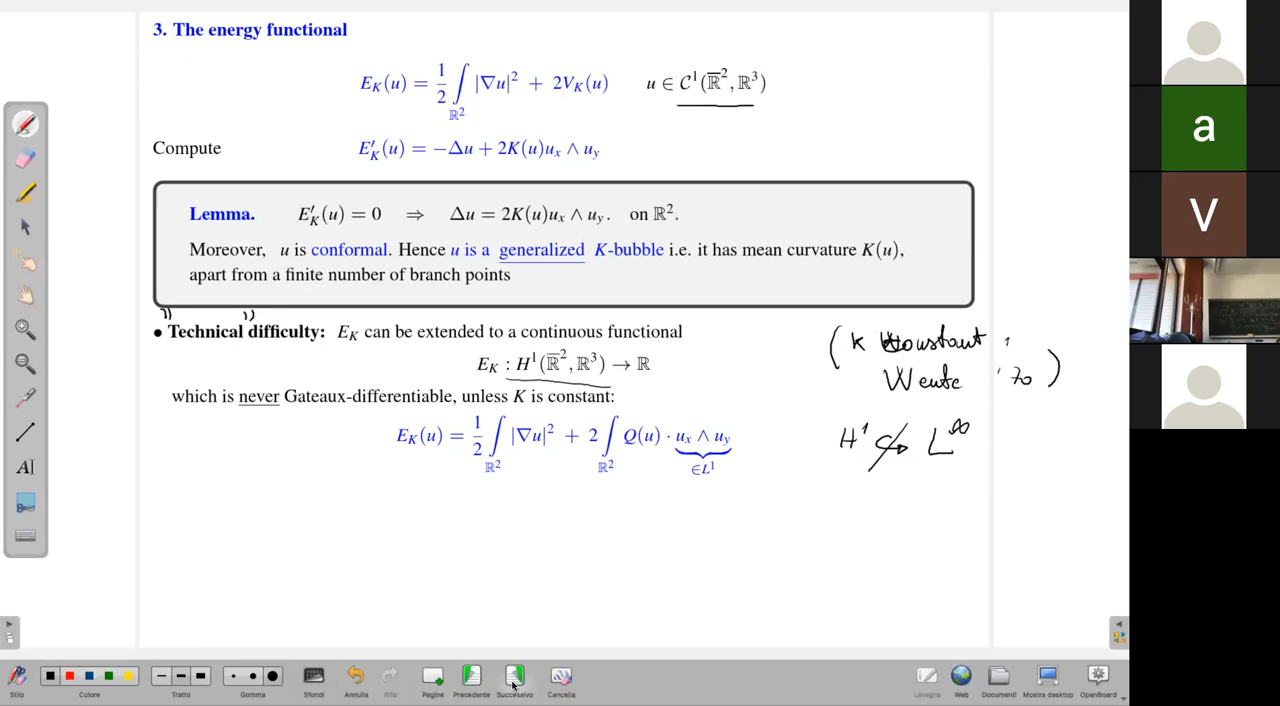 3. The energy functional
E_K(u) = 1/2 ∫_{ℝ²} |∇u|² + 2V_K(u)   u ∈ C¹(ℝ̅², ℝ³)
Compute   E′_K(u) = −Δu + 2K(u)u_x ∧ u_y
Lemma.   E′_K(u) = 0   ⇒   Δu = 2K(u)u_x ∧ u_y.   on ℝ².
Moreover, u is conformal. Hence u is a generalized K-bubble i.e. it has mean curvature K(u),
apart from a finite number of branch points
• Technical difficulty: E_K can be extended to a continuous functional
E_K : H¹(ℝ̅², ℝ³) → ℝ
which is never Gateaux-differentiable, unless K is constant:
E_K(u) = 1/2 ∫_{ℝ²} |∇u|² + 2 ∫_{ℝ²} Q(u) · u_x ∧ u_y
∈L¹
(K constant
Wente '70)
H¹ ↪̸ L^∞
a
V
Stilo
Colore
Tratto
Gomma
Sfondi
Annulla
Pagine
Precedente
Successivo
Cancella
Lavagna
Web
Documenti
Mostra desktop
OpenBoard